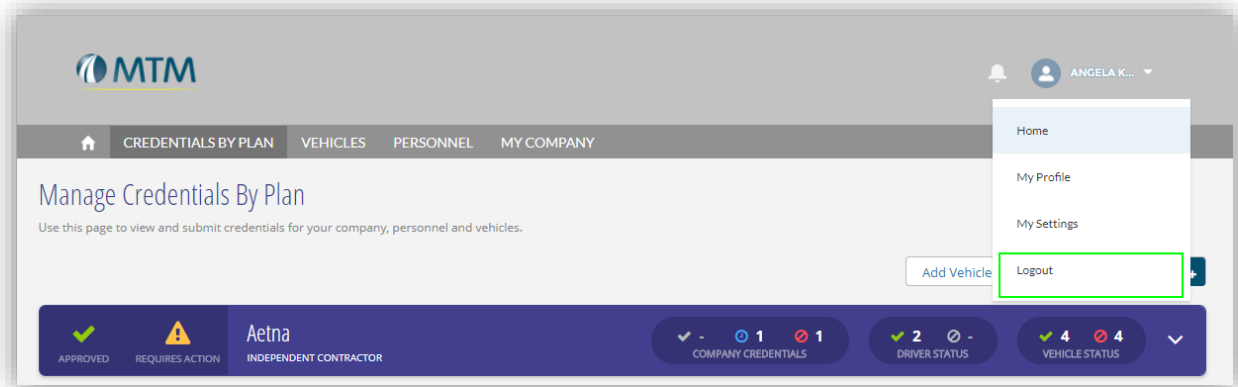 MTM
ANGELA K...
Home
My Profile
My Settings
Logout
CREDENTIALS BY PLAN VEHICLES PERSONNEL MY COMPANY
Manage Credentials By Plan
Use this page to view and submit credentials for your company, personnel and vehicles.
Add Vehicle
+
APPROVED
REQUIRES ACTION
Aetna
INDEPENDENT CONTRACTOR
- 1 1
COMPANY CREDENTIALS
2 -
DRIVER STATUS
4 4
VEHICLE STATUS